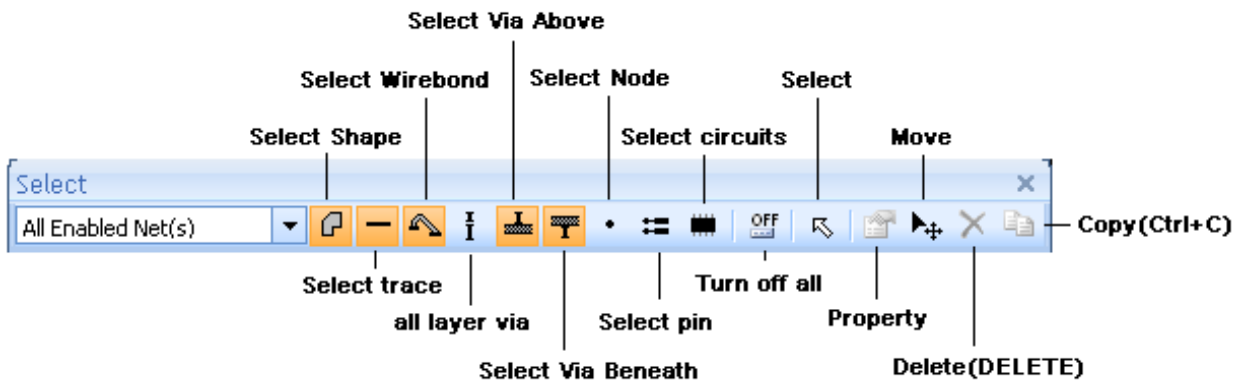 Select Via Above
Select Wirebond
Select Node
Select
Select Shape
Select circuits
Move
Select
All Enabled Net(s)
OFF
Copy(Ctrl+C)
Select trace
Turn off all
all layer via
Select pin
Property
Select Via Beneath
Delete(DELETE)